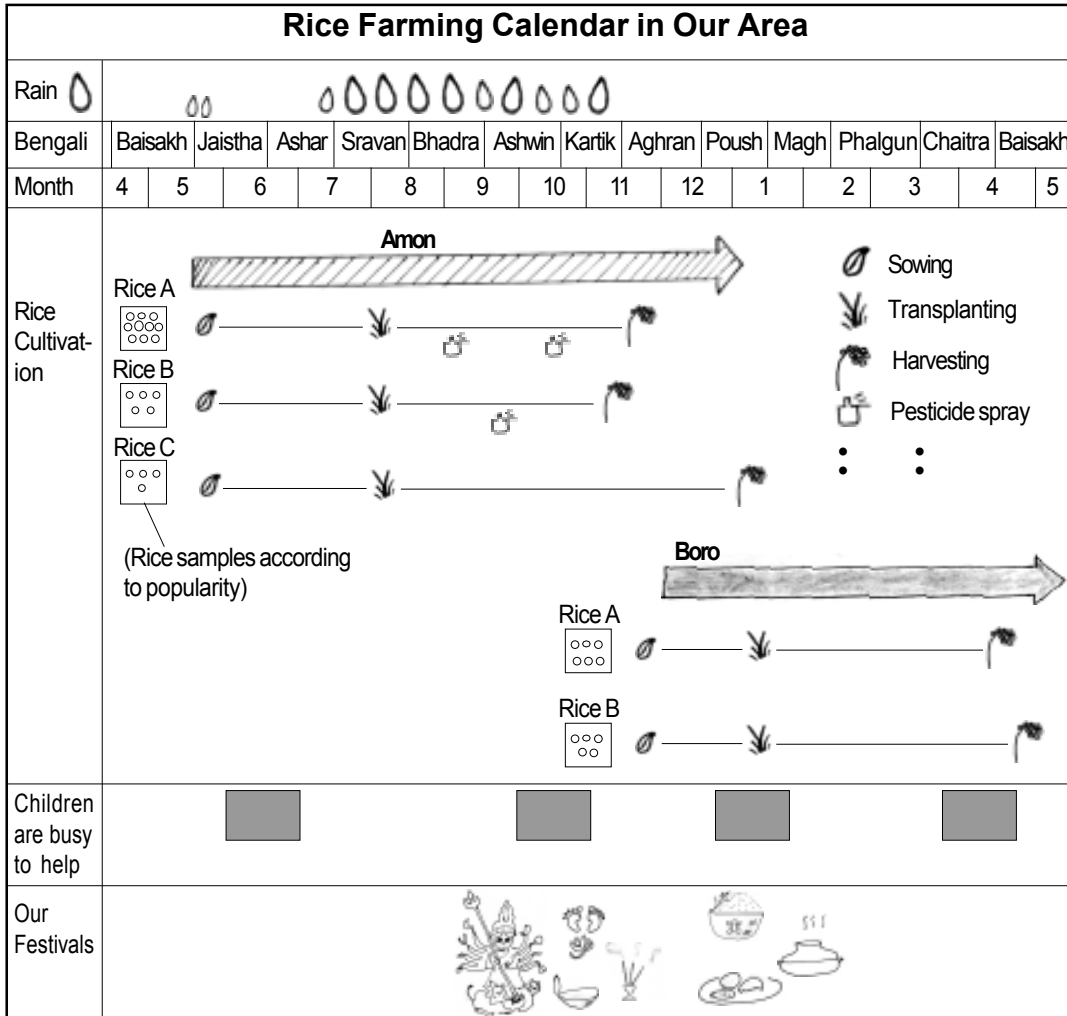 Rice Farming Calendar in Our Area
Rain
Bengali Baisakh Jaistha Ashar Sravan Bhadra Ashwin Kartik Aghran Poush Magh Phalgun Chaitra Baisakh
Month 4 5 6 7 8 9 10 11 12 1 2 3 4 5
Rice
Cultivat-
ion
Amon
Rice A
Rice B
Rice C
(Rice samples according
to popularity)
Sowing
Transplanting
Harvesting
Pesticide spray
Boro
Rice A
Rice B
Children
are busy
to help
Our
Festivals